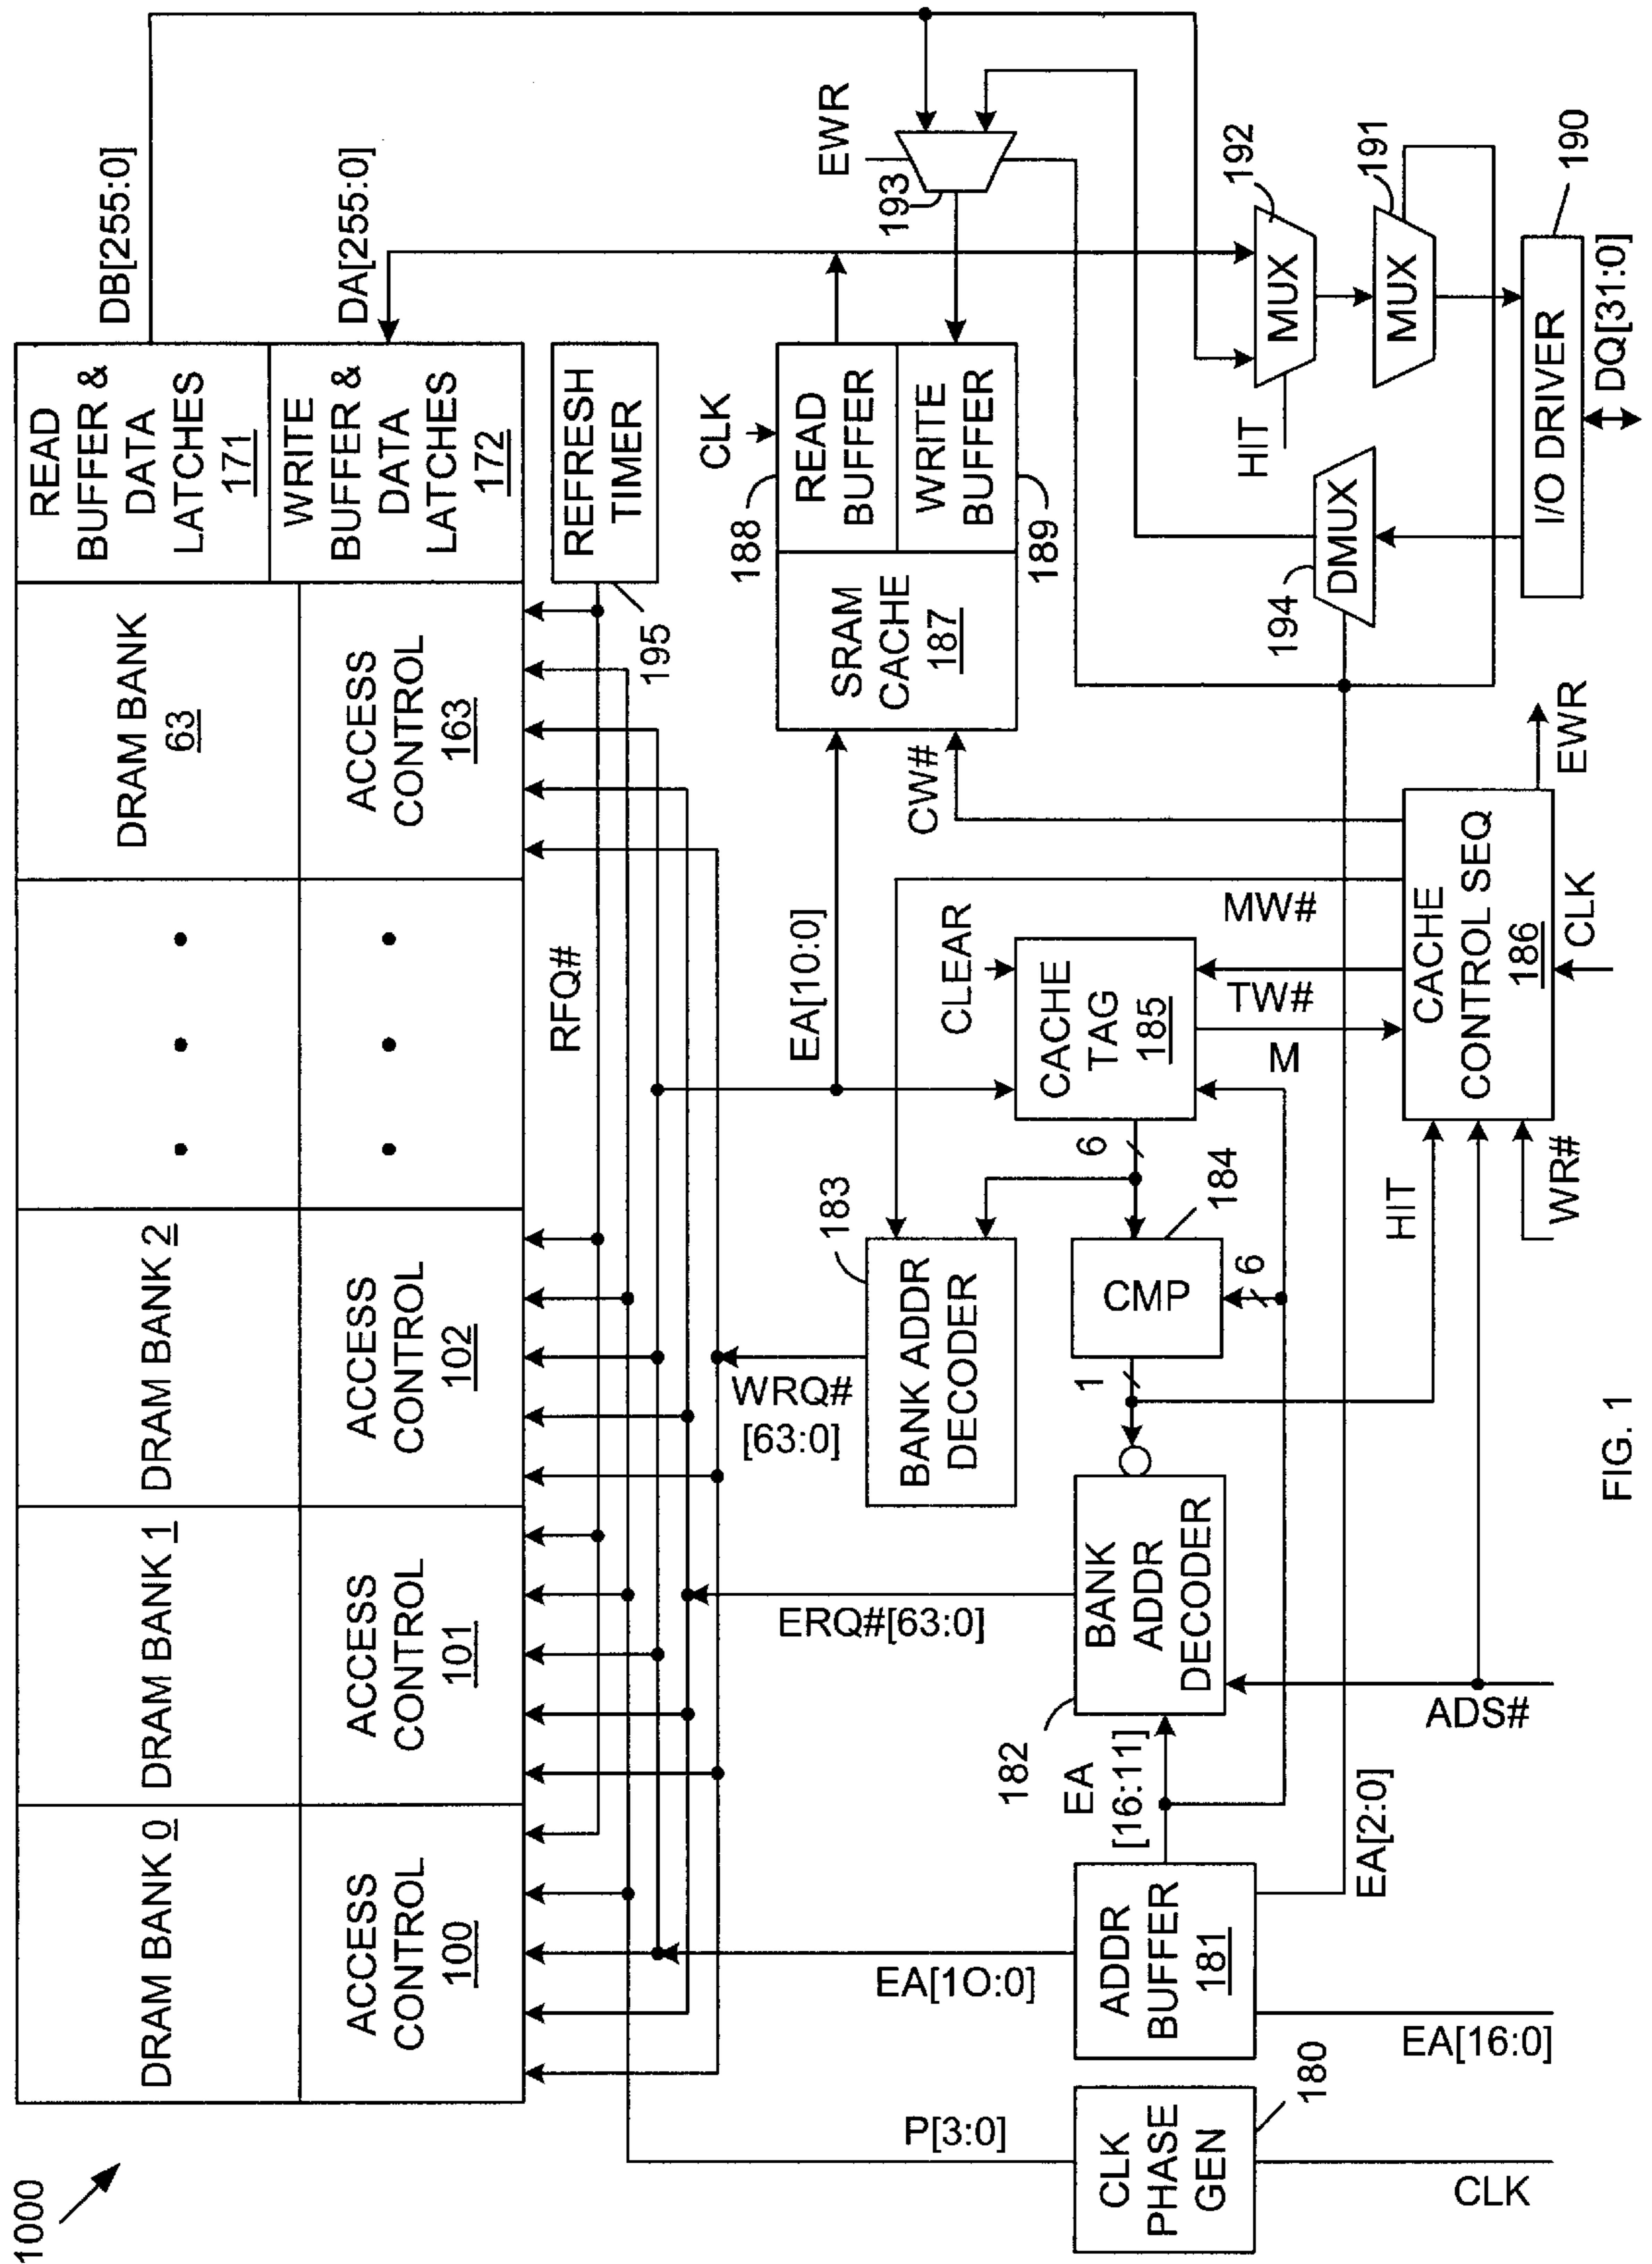 1000
DRAM BANK 0
DRAM BANK 1
DRAM BANK 2
DRAM BANK
63
READ
BUFFER &
DATA
LATCHES
171
ACCESS
CONTROL
100
ACCESS
CONTROL
101
ACCESS
CONTROL
102
ACCESS
CONTROL
163
WRITE
BUFFER &
DATA
LATCHES
172
DB[255:0]
DA[255:0]
RFQ#
REFRESH
TIMER
195
P[3:0]
EA[1O:0]
ERQ#[63:0]
WRQ#
[63:0]
EA[10:0]
CLK
188
READ
BUFFER
WRITE
BUFFER
189
SRAM
CACHE
187
CW#
EWR
193
183
BANK ADDR
DECODER
CLEAR
CACHE
TAG
185
MW#
TW#
M
6
184
CMP
6
1
182
BANK
ADDR
DECODER
EA
[16:11]
CLK
PHASE
GEN
180
CLK
ADDR
BUFFER
181
EA[16:0]
EA[2:0]
ADS#
HIT
WR#
CACHE
CONTROL SEQ
186
CLK
EWR
194
DMUX
HIT
MUX
192
MUX
191
I/O DRIVER
190
DQ[31:0]
FIG. 1